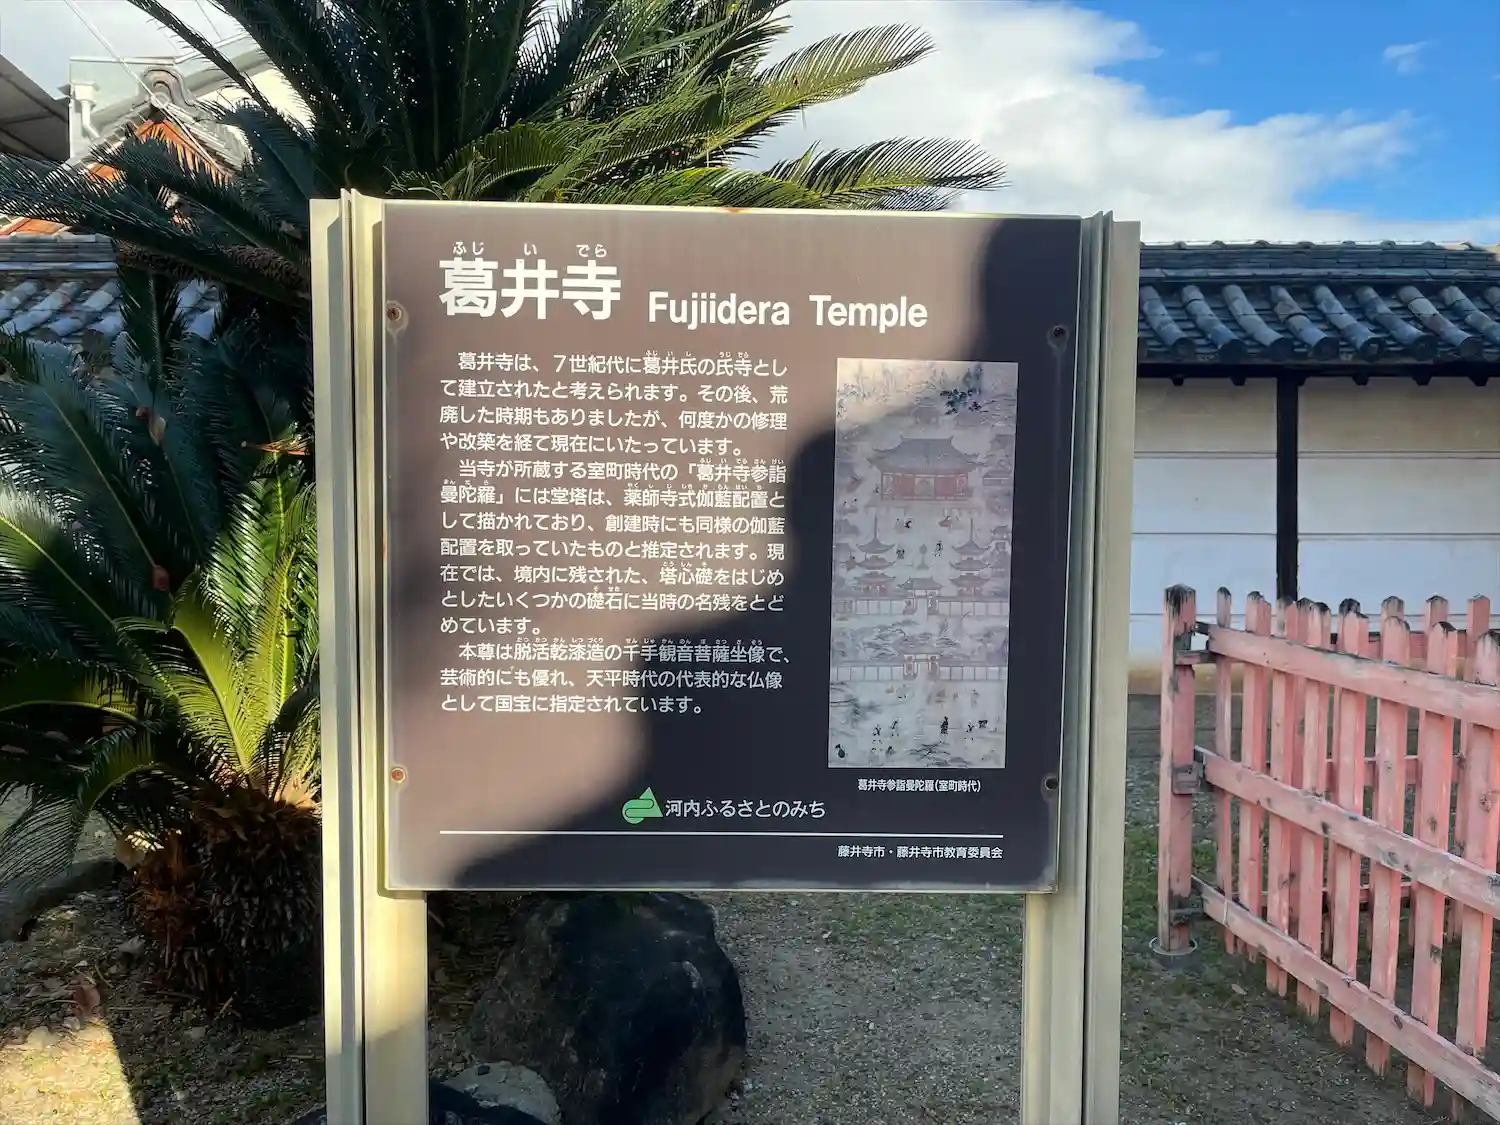 ふじ い でら
葛井寺 Fujiidera Temple
葛井寺は、7世紀代に葛井氏の氏寺とし
て建立されたと考えられます。その後、荒
廃した時期もありましたが、何度かの修理
や改築を経て現在にいたっています。
当寺が所蔵する室町時代の「葛井寺参詣
曼陀羅」には堂塔は、薬師寺式伽藍配置と
して描かれており、創建時にも同様の伽藍
配置を取っていたものと推定されます。現
在では、境内に残された、塔心礎をはじめ
としたいくつかの礎石に当時の名残をとど
めています。
本尊は脱活乾漆造の千手観音菩薩坐像で、
芸術的にも優れ、天平時代の代表的な仏像
として国宝に指定されています。
葛井寺参詣曼陀羅(室町時代)
河内ふるさとのみち
藤井寺市・藤井寺市教育委員会